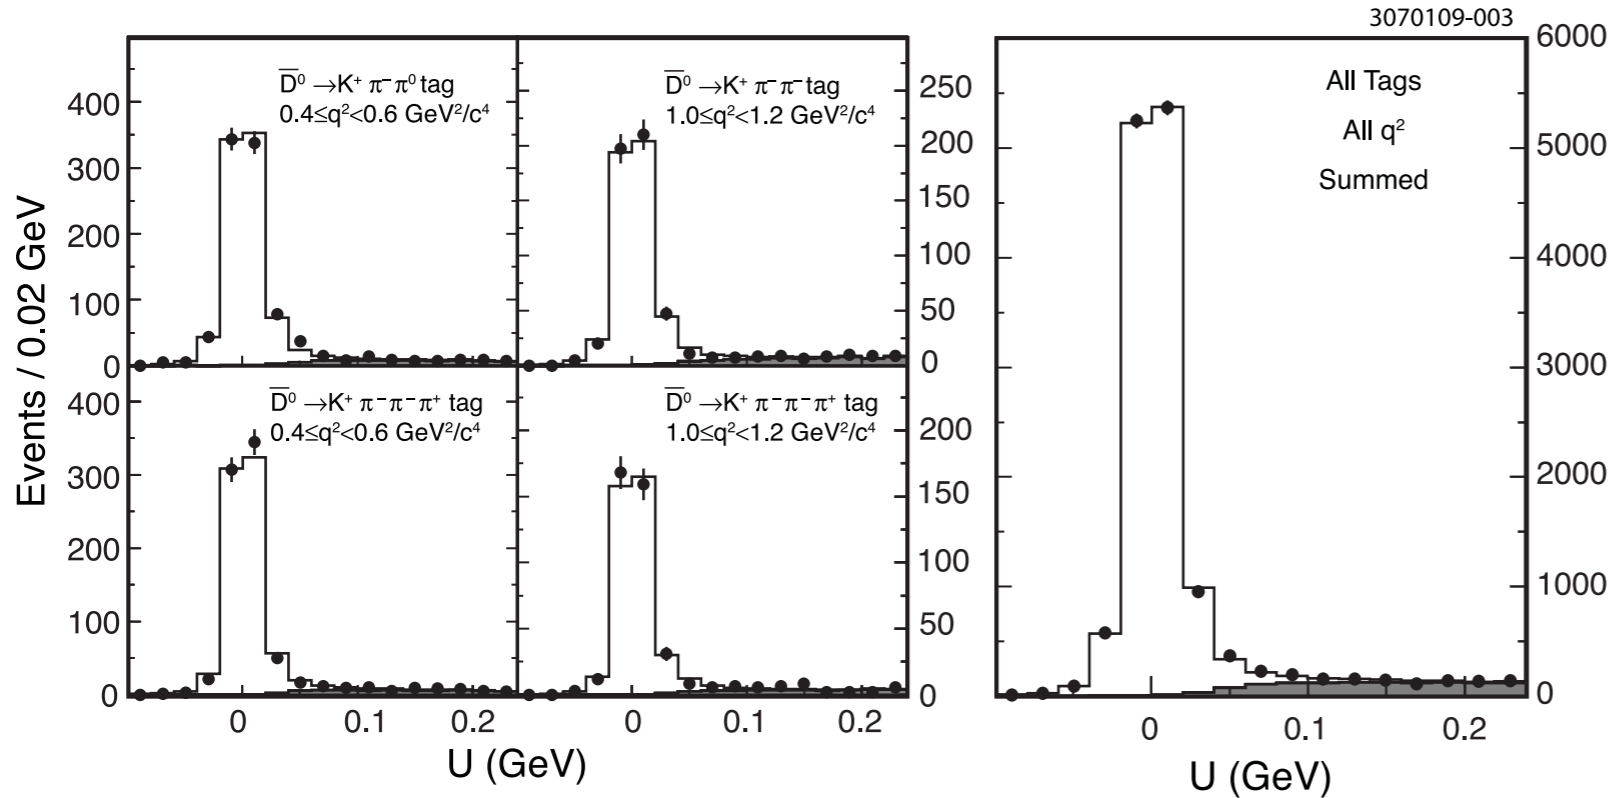 3070109-003
Events / 0.02 GeV
D̅⁰ →K⁺ π⁻π⁰ tag
0.4≤q²<0.6 GeV²/c⁴
400
300
200
100
0
D̅⁰ →K⁺ π⁻π⁻ tag
1.0≤q²<1.2 GeV²/c⁴
250
200
150
100
50
0
D̅⁰ →K⁺ π⁻π⁻π⁺ tag
0.4≤q²<0.6 GeV²/c⁴
400
300
200
100
0
D̅⁰ →K⁺ π⁻π⁻π⁺ tag
1.0≤q²<1.2 GeV²/c⁴
200
150
100
50
0
0 0.1 0.2 0 0.1 0.2
U (GeV)
All Tags
All q²
Summed
6000
5000
4000
3000
2000
1000
0
0 0.1 0.2
U (GeV)